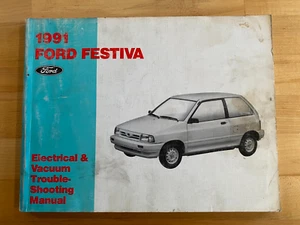 1991
FORD FESTIVA
Ford
Electrical &
Vacuum
Trouble-
Shooting
Manual